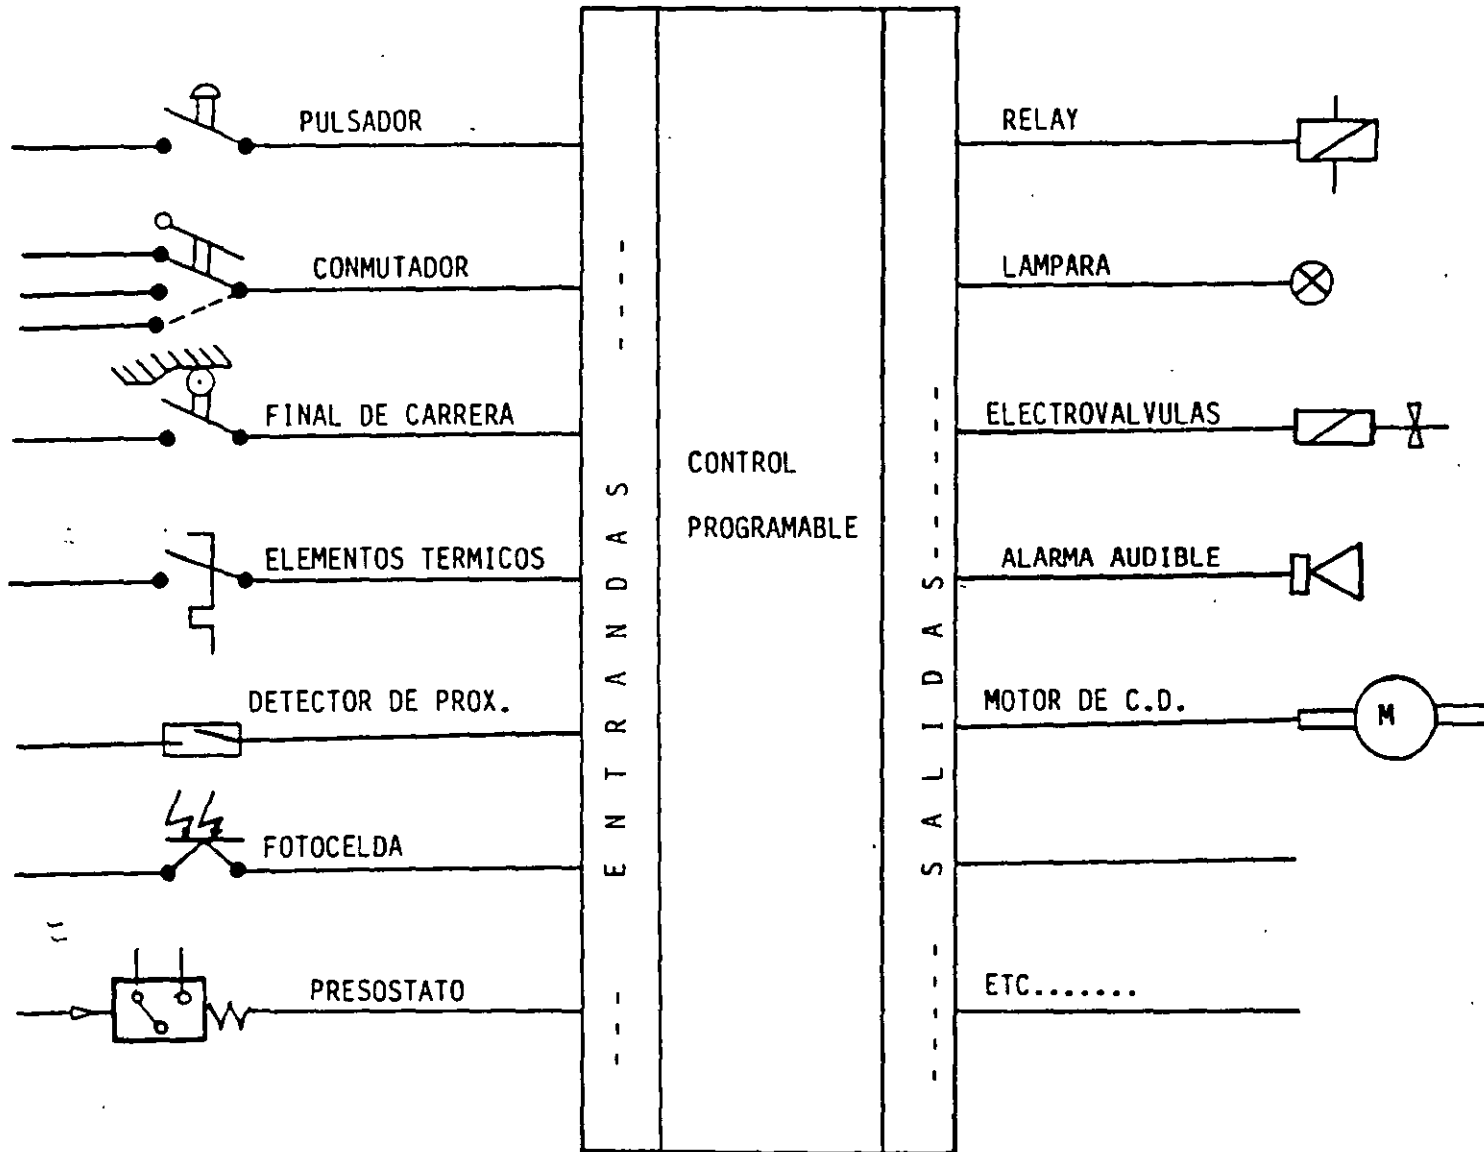 PULSADOR
CONMUTADOR
FINAL DE CARRERA
ELEMENTOS TERMICOS
DETECTOR DE PROX.
FOTOCELDA
PRESOSTATO
--- ENTRANDAS ----
CONTROL
PROGRAMABLE
----- SALIDAS-------
RELAY
LAMPARA
ELECTROVALVULAS
ALARMA AUDIBLE
MOTOR DE C.D.
M
ETC.......